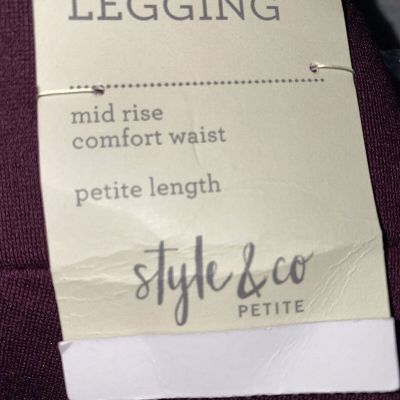 LEGGING
mid rise
comfort waist
petite length
style & co
PETITE